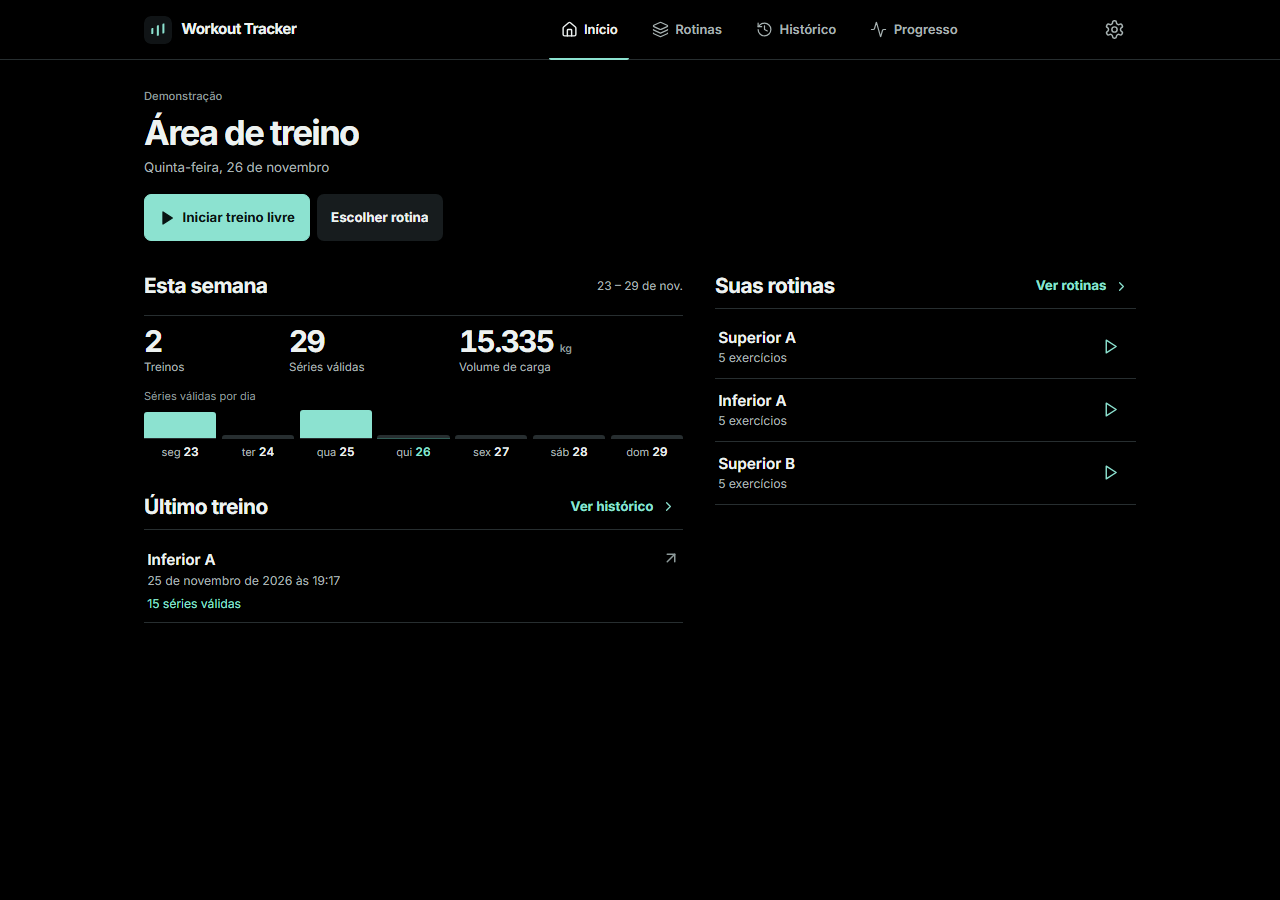 Workout Tracker
Início
Rotinas
Histórico
Progresso
Demonstração
Área de treino
Quinta-feira, 26 de novembro
Iniciar treino livre
Escolher rotina
Esta semana
23 – 29 de nov.
2
Treinos
29
Séries válidas
15.335 kg
Volume de carga
Séries válidas por dia
seg 23
ter 24
qua 25
qui 26
sex 27
sáb 28
dom 29
Último treino
Ver histórico
Inferior A
25 de novembro de 2026 às 19:17
15 séries válidas
Suas rotinas
Ver rotinas
Superior A
5 exercícios
Inferior A
5 exercícios
Superior B
5 exercícios